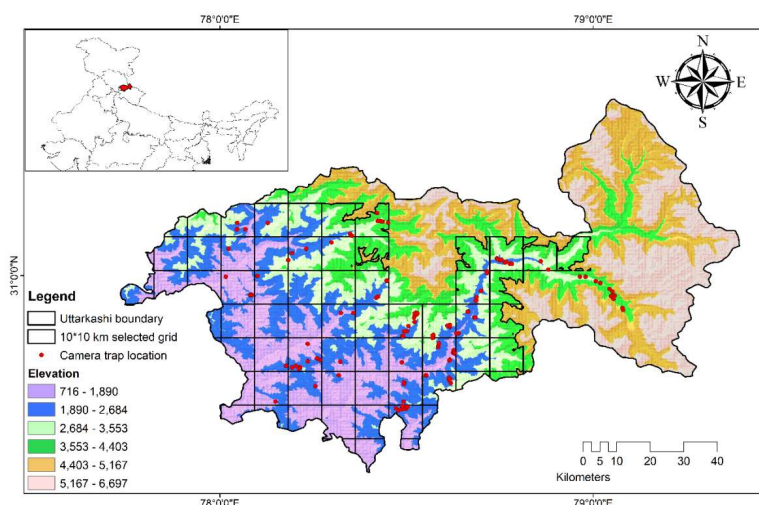 78°0'0"E
79°0'0"E
N
W
E
S
31°0'0"N
31°0'0"N
Legend
Uttarkashi boundary
10*10 km selected grid
Camera trap location
Elevation
716 - 1,890
1,890 - 2,684
2,684 - 3,553
3,553 - 4,403
4,403 - 5,167
5,167 - 6,697
0 5 10 20 30 40
Kilometers
78°0'0"E
79°0'0"E